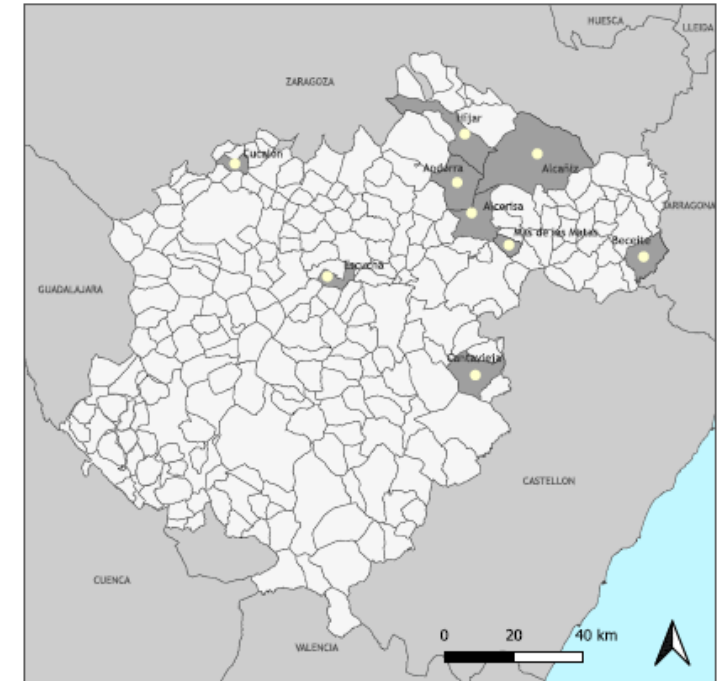 HUESCA
LLEIDA
ZARAGOZA
Híjar
Cucalón
Alcañiz
Andorra
TARRAGONA
Alcorisa
Mas de las Matas
Beceite
Escucha
GUADALAJARA
Cantavieja
CASTELLON
CUENCA
0 20 40 km
VALENCIA